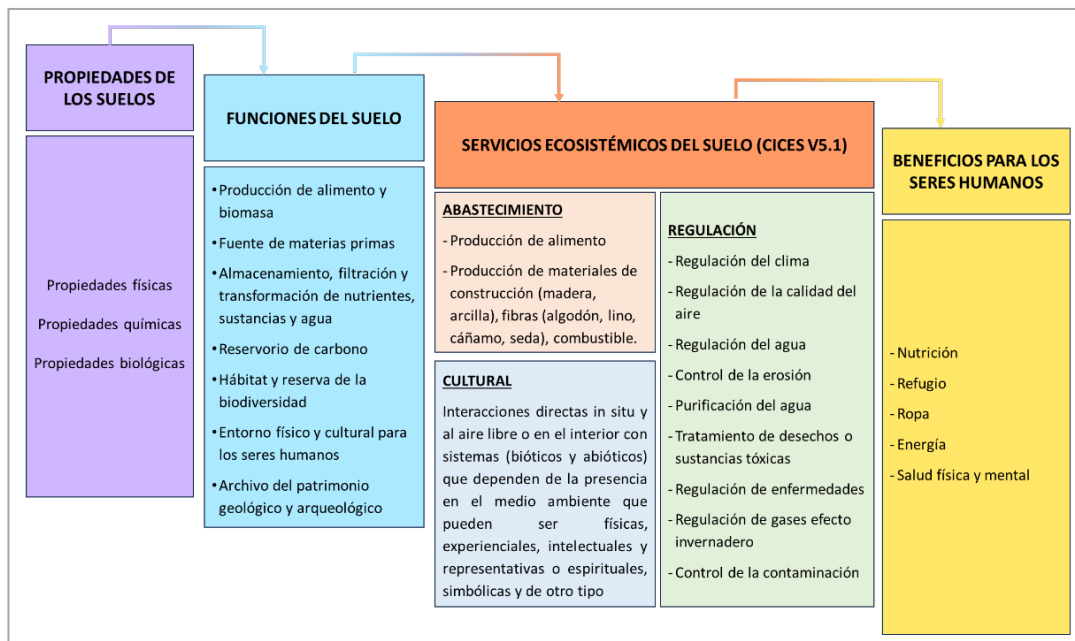 PROPIEDADES DE
LOS SUELOS
Propiedades físicas
Propiedades químicas
Propiedades biológicas
FUNCIONES DEL SUELO
•Producción de alimento y
biomasa
•Fuente de materias primas
•Almacenamiento, filtración y
transformación de nutrientes,
sustancias y agua
•Reservorio de carbono
•Hábitat y reserva de la
biodiversidad
•Entorno físico y cultural para
los seres humanos
•Archivo del patrimonio
geológico y arqueológico
SERVICIOS ECOSISTÉMICOS DEL SUELO (CICES V5.1)
ABASTECIMIENTO
- Producción de alimento
- Producción de materiales de
construcción (madera,
arcilla), fibras (algodón, lino,
cáñamo, seda), combustible.
CULTURAL
Interacciones directas in situ y
al aire libre o en el interior con
sistemas (bióticos y abióticos)
que dependen de la presencia
en el medio ambiente que
pueden ser físicas,
experienciales, intelectuales y
representativas o espirituales,
simbólicas y de otro tipo
REGULACIÓN
- Regulación del clima
- Regulación de la calidad del
aire
- Regulación del agua
- Control de la erosión
- Purificación del agua
- Tratamiento de desechos o
sustancias tóxicas
- Regulación de enfermedades
- Regulación de gases efecto
invernadero
- Control de la contaminación
BENEFICIOS PARA LOS
SERES HUMANOS
- Nutrición
- Refugio
- Ropa
- Energía
- Salud física y mental